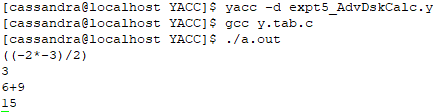 [cassandra@localhost YACC]$ yacc -d expt5_AdvDskCalc.y
[cassandra@localhost YACC]$ gcc y.tab.c
[cassandra@localhost YACC]$ ./a.out
((-2*-3)/2)
3
6+9
15